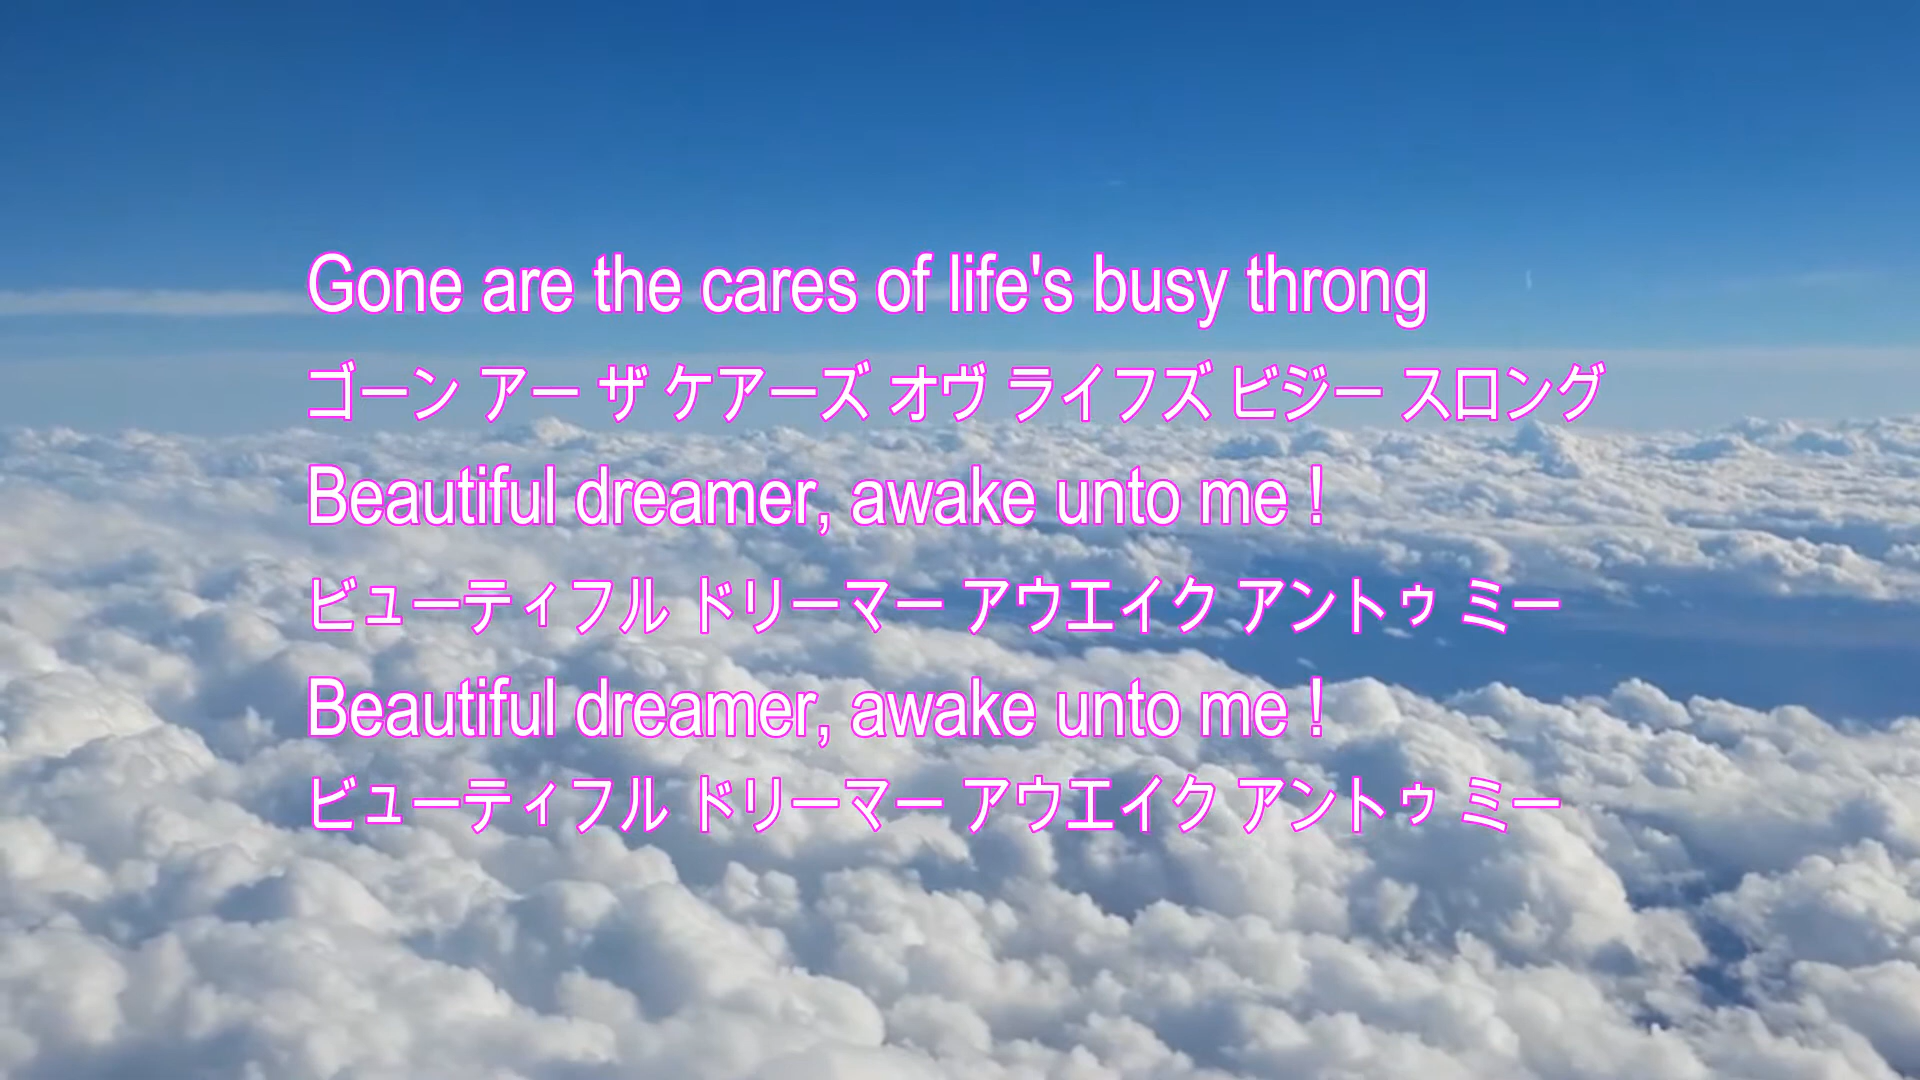 Gone are the cares of life's busy throng
ゴーン アー ザ ケアーズ オヴ ライフズ ビジー スロング
Beautiful dreamer, awake unto me !
ビューティフル ドリーマー アウエイク アントゥ ミー
Beautiful dreamer, awake unto me !
ビューティフル ドリーマー アウエイク アントゥ ミー